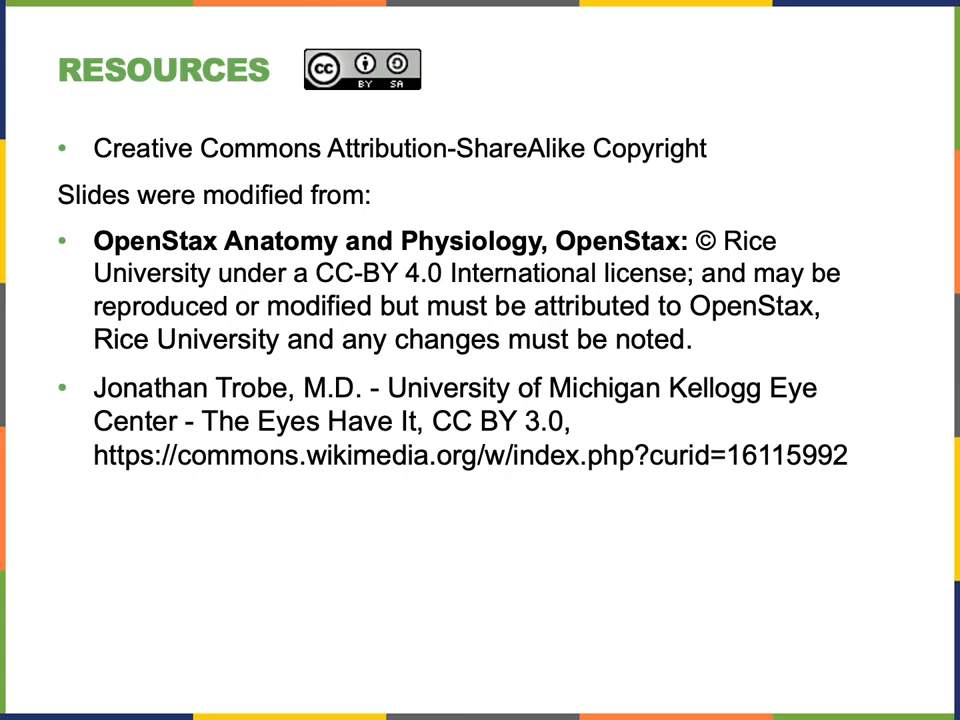 RESOURCES
cc
BY SA
• Creative Commons Attribution-ShareAlike Copyright
Slides were modified from:
• OpenStax Anatomy and Physiology, OpenStax: © Rice
University under a CC-BY 4.0 International license; and may be
reproduced or modified but must be attributed to OpenStax,
Rice University and any changes must be noted.
• Jonathan Trobe, M.D. - University of Michigan Kellogg Eye
Center - The Eyes Have It, CC BY 3.0,
https://commons.wikimedia.org/w/index.php?curid=16115992